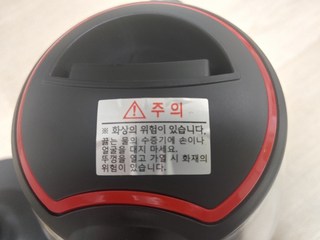 주의
※ 화상의 위험이 있습니다.
끓는 물의 수증기에 손이나
얼굴을 대지 마세요.
뚜껑을 열고 가열 시 화재의
위험이 있습니다.